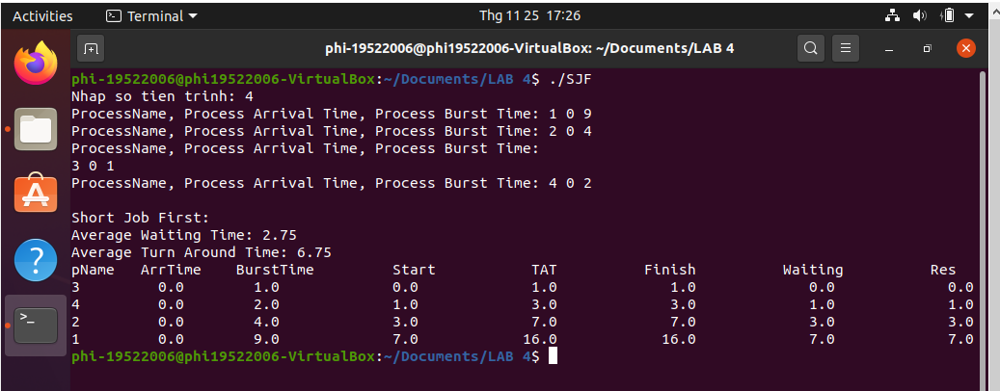 Activities Terminal Thg 11 25 17:26
phi-19522006@phi19522006-VirtualBox: ~/Documents/LAB 4
phi-19522006@phi19522006-VirtualBox:~/Documents/LAB 4$ ./SJF
Nhap so tien trinh: 4
ProcessName, Process Arrival Time, Process Burst Time: 1 0 9
ProcessName, Process Arrival Time, Process Burst Time: 2 0 4
ProcessName, Process Arrival Time, Process Burst Time:
3 0 1
ProcessName, Process Arrival Time, Process Burst Time: 4 0 2
Short Job First:
Average Waiting Time: 2.75
Average Turn Around Time: 6.75
pName ArrTime BurstTime Start TAT Finish Waiting Res
3 0.0 1.0 0.0 1.0 1.0 0.0 0.0
4 0.0 2.0 1.0 3.0 3.0 1.0 1.0
2 0.0 4.0 3.0 7.0 7.0 3.0 3.0
1 0.0 9.0 7.0 16.0 16.0 7.0 7.0
phi-19522006@phi19522006-VirtualBox:~/Documents/LAB 4$